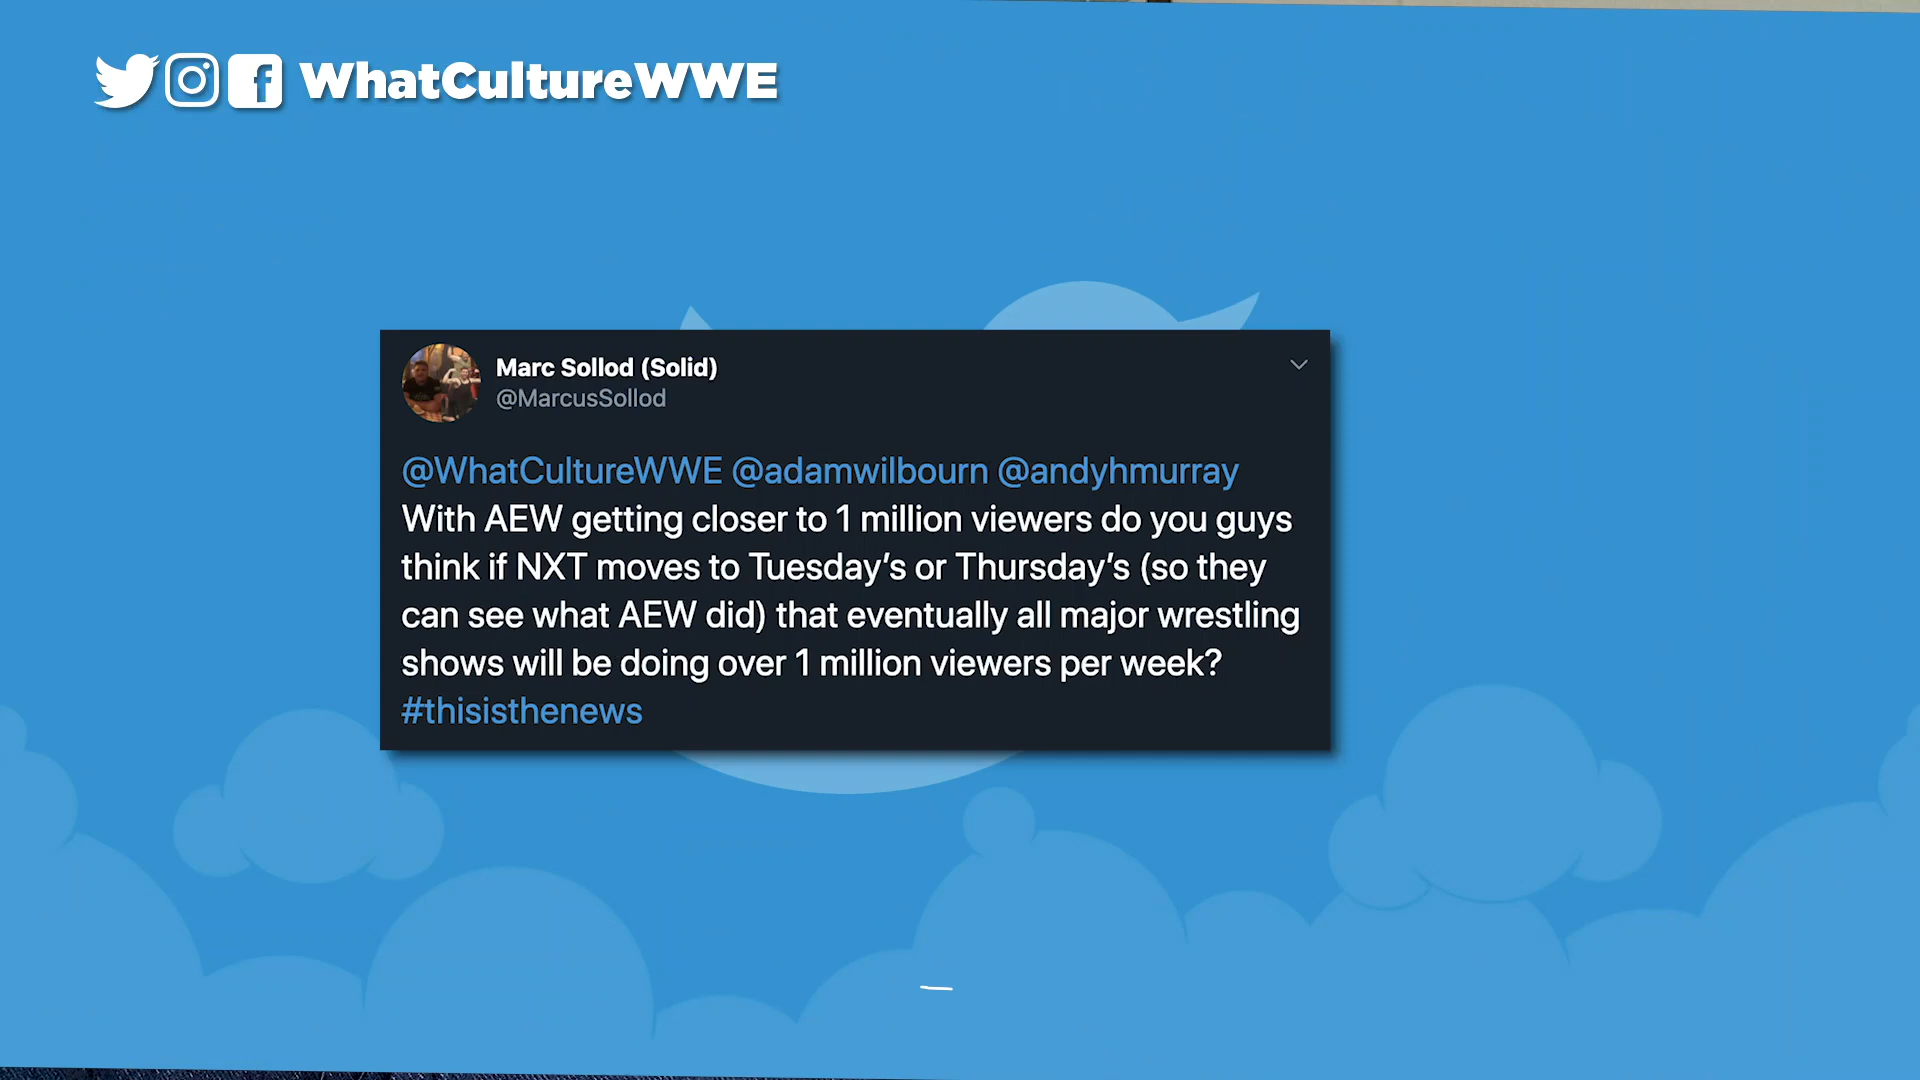 WhatCultureWWE
Marc Sollod (Solid)
@MarcusSollod
@WhatCultureWWE @adamwilbourn @andyhmurray
With AEW getting closer to 1 million viewers do you guys
think if NXT moves to Tuesday’s or Thursday’s (so they
can see what AEW did) that eventually all major wrestling
shows will be doing over 1 million viewers per week?
#thisisthenews